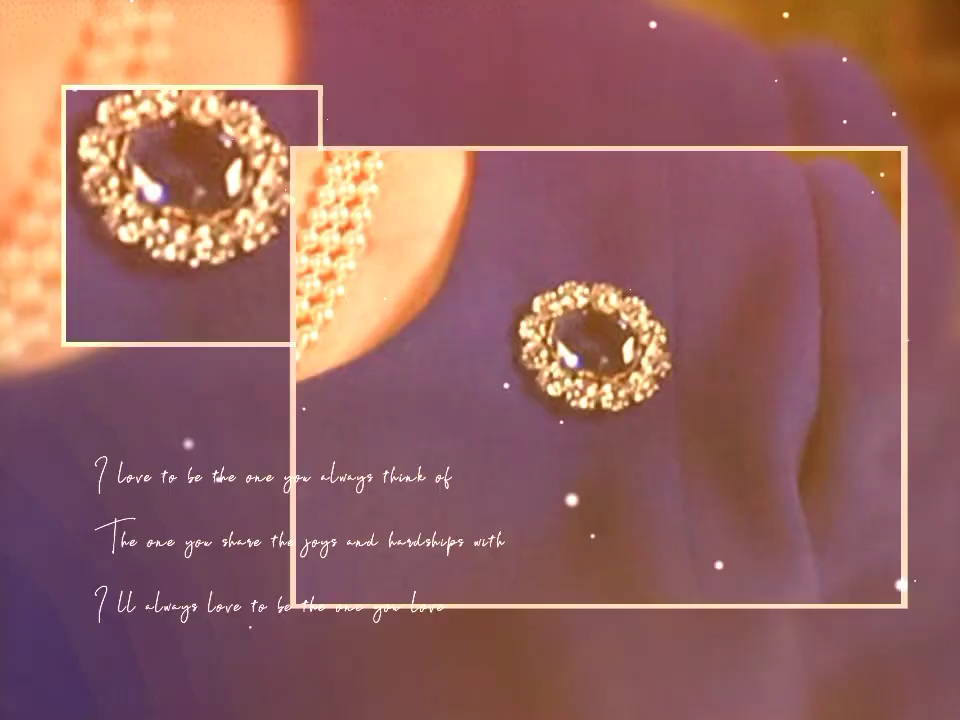 I love to be the one you always think of
The one you share the joys and hardships with
I ll always love to be the one you love